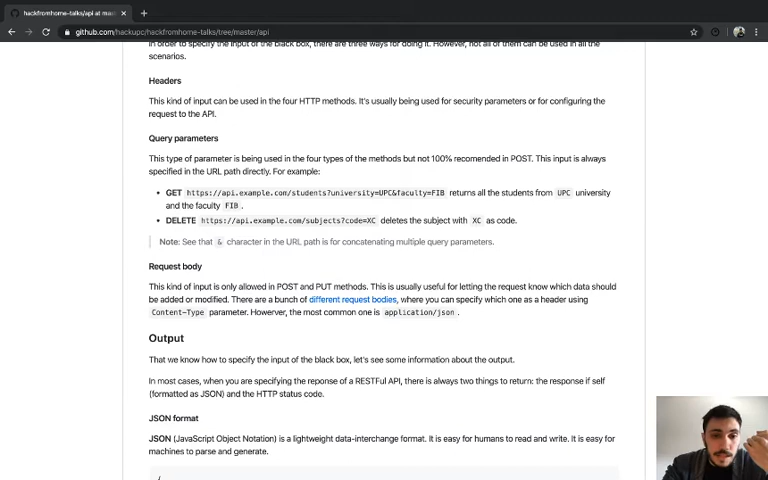 hackfromhome-talks/api at mas
github.com/hackupc/hackfromhome-talks/tree/master/api
In order to specify the input of the black box, there are three ways for doing it. However, not all of them can be used in all the
scenarios.
Headers
This kind of input can be used in the four HTTP methods. It's usually being used for security parameters or for configuring the
request to the API.
Query parameters
This type of parameter is being used in the four types of the methods but not 100% recomended in POST. This input is always
specified in the URL path directly. For example:
• GET https://api.example.com/students?university=UPC&faculty=FIB returns all the students from UPC university
and the faculty FIB .
• DELETE https://api.example.com/subjects?code=XC deletes the subject with XC as code.
Note: See that & character in the URL path is for concatenating multiple query parameters.
Request body
This kind of input is only allowed in POST and PUT methods. This is usually useful for letting the request know which data should
be added or modified. There are a bunch of different request bodies, where you can specify which one as a header using
Content-Type parameter. Howerver, the most common one is application/json .
Output
That we know how to specify the input of the black box, let's see some information about the output.
In most cases, when you are specifying the reponse of a RESTFul API, there is always two things to return: the response if self
(formatted as JSON) and the HTTP status code.
JSON format
JSON (JavaScript Object Notation) is a lightweight data-interchange format. It is easy for humans to read and write. It is easy for
machines to parse and generate.
{